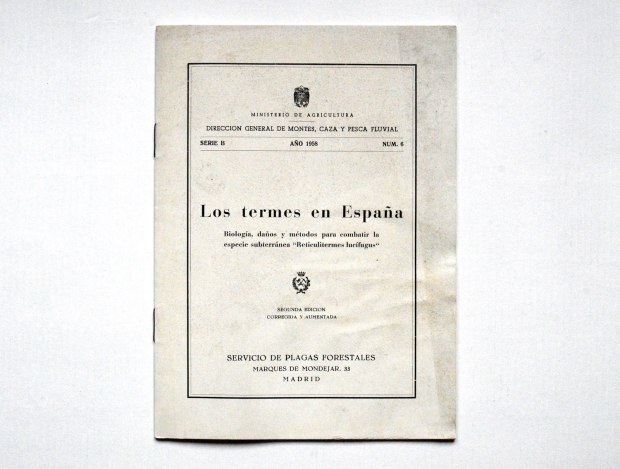 MINISTERIO DE AGRICULTURA
DIRECCION GENERAL DE MONTES, CAZA Y PESCA FLUVIAL
SERIE B AÑO 1958 NUM. 6
Los termes en España
Biología, daños y métodos para combatir la
especie subterránea "Reticulitermes lucífugus"
SEGUNDA EDICION
CORREGIDA Y AUMENTADA
SERVICIO DE PLAGAS FORESTALES
MARQUES DE MONDEJAR, 33
MADRID